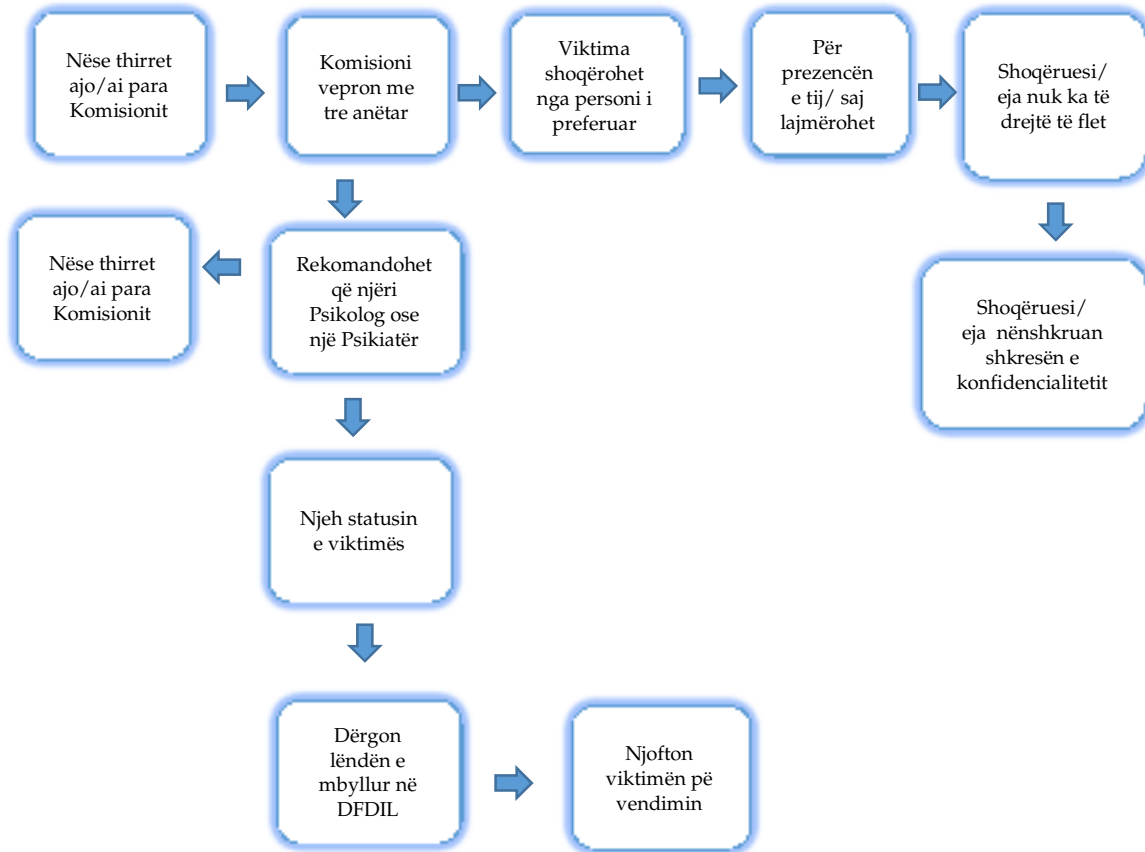 Nëse thirret
ajo/ai para
Komisionit
Komisioni
vepron me
tre anëtar
Viktima
shoqërohet
nga personi i
preferuar
Për
prezencën
e tij/ saj
lajmërohet
Shoqëruesi/
eja nuk ka të
drejtë të flet
Nëse thirret
ajo/ai para
Komisionit
Rekomandohet
që njëri
Psikolog ose
një Psikiatër
Shoqëruesi/
eja nënshkruan
shkresën e
konfidencialitetit
Njeh statusin
e viktimës
Dërgon
lëndën e
mbyllur në
DFDIL
Njofton
viktimën pë
vendimin